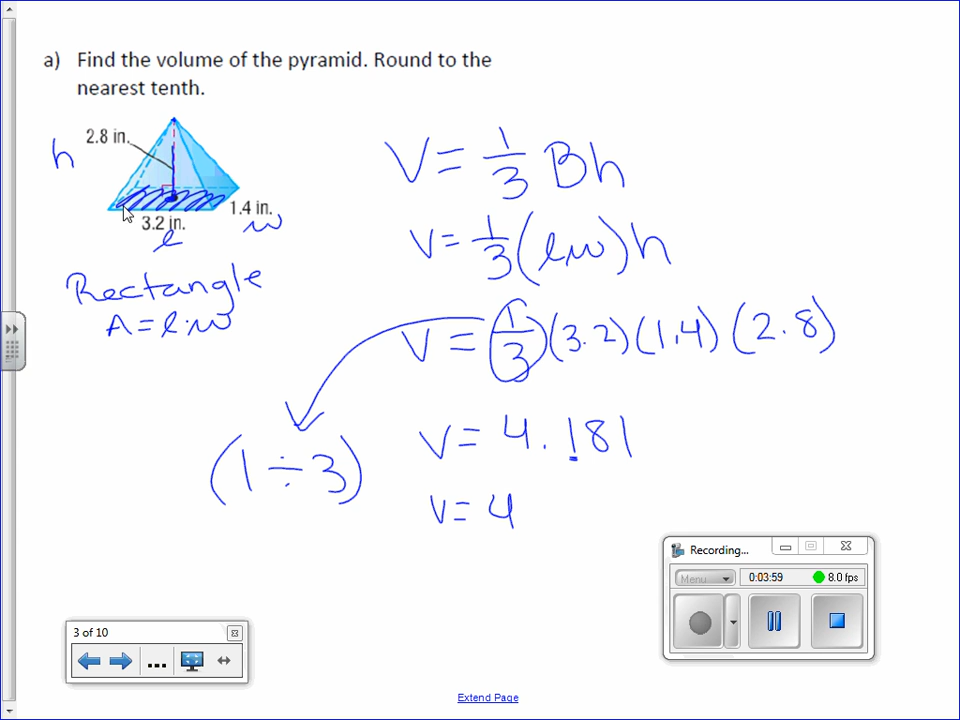 a) Find the volume of the pyramid. Round to the
nearest tenth.
2.8 in.
h
1.4 in.
3.2 in.
l
w
Rectangle
A = l·w
V = 1/3 Bh
V = 1/3 (l·w) h
V = (1/3)(3.2)(1.4)(2.8)
(1 ÷ 3)
V = 4.181
V = 4
Recording...
Menu
0:03:59
8.0 fps
3 of 10
...
Extend Page